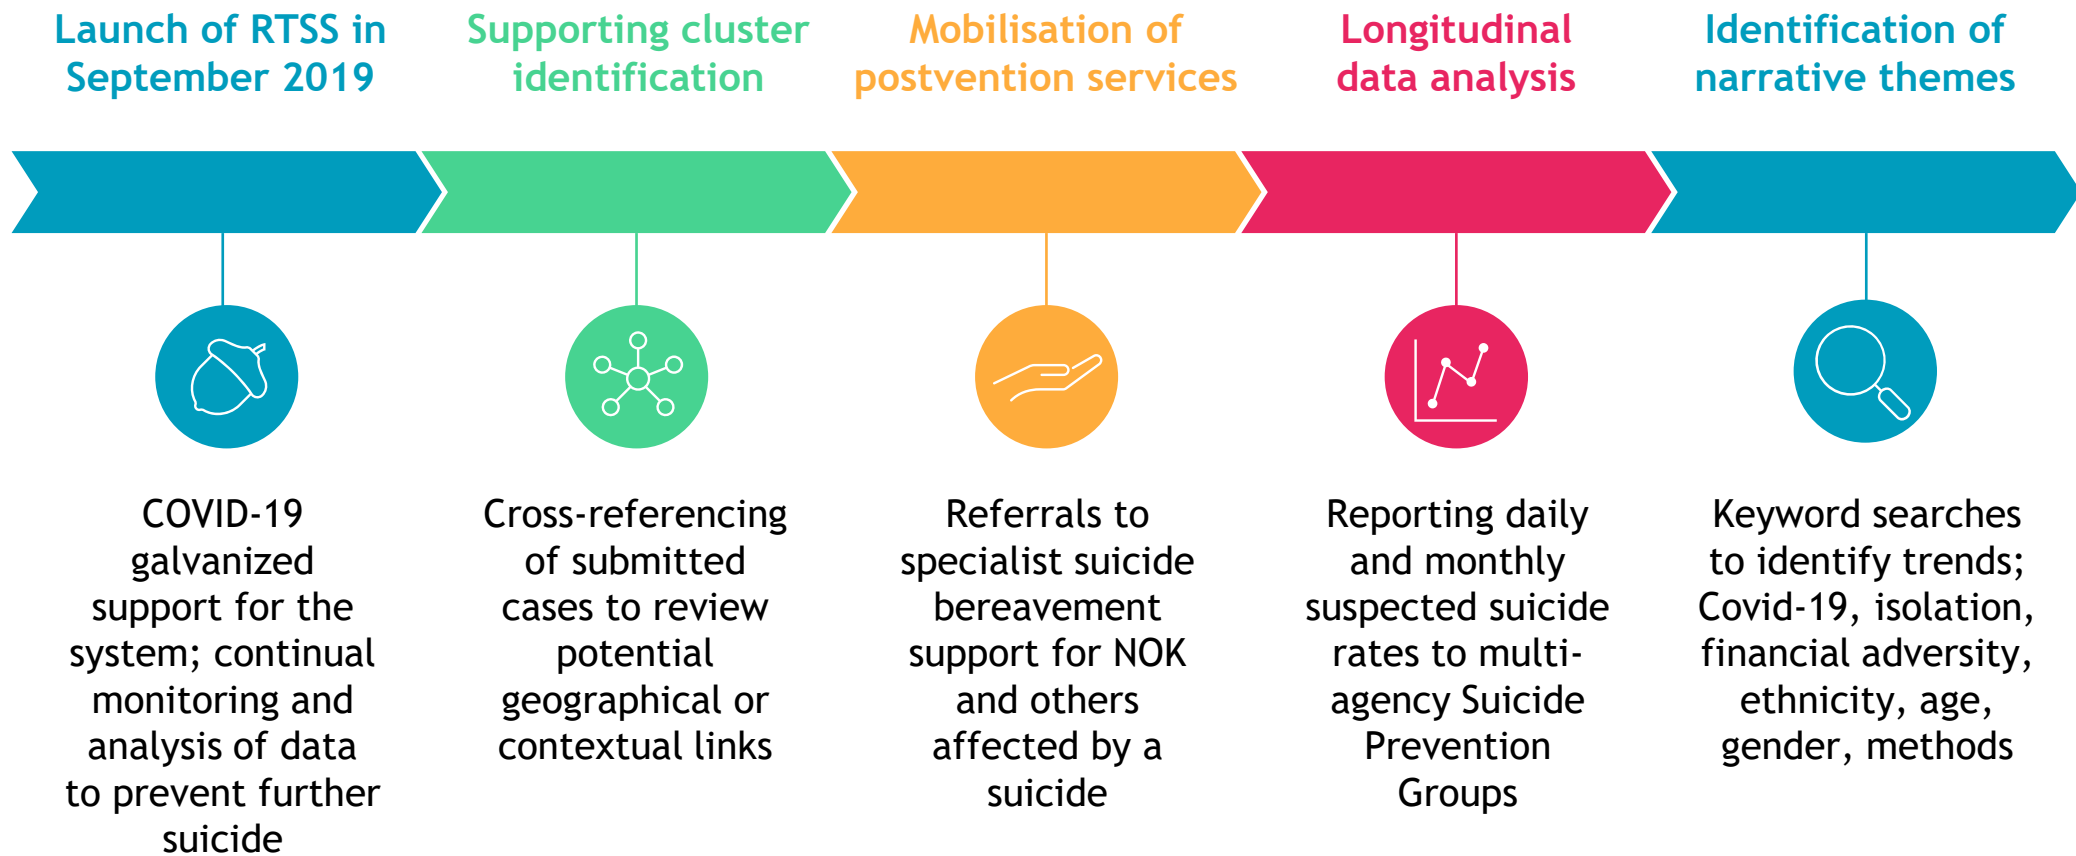 Launch of RTSS in
September 2019
Supporting cluster
identification
Mobilisation of
postvention services
Longitudinal
data analysis
Identification of
narrative themes
COVID-19
galvanized
support for the
system; continual
monitoring and
analysis of data
to prevent further
suicide
Cross-referencing
of submitted
cases to review
potential
geographical or
contextual links
Referrals to
specialist suicide
bereavement
support for NOK
and others
affected by a
suicide
Reporting daily
and monthly
suspected suicide
rates to multi-
agency Suicide
Prevention
Groups
Keyword searches
to identify trends;
Covid-19, isolation,
financial adversity,
ethnicity, age,
gender, methods